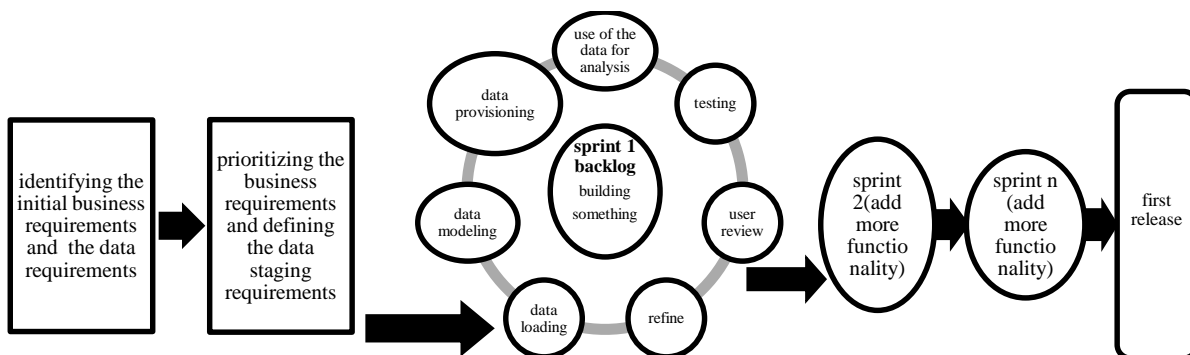 identifying the
initial business
requirements
and the data
requirements
prioritizing the
business
requirements
and defining
the data
staging
requirements
use of the
data for
analysis
testing
user
review
refine
data
loading
data
modeling
data
provisioning
sprint 1
backlog
building
something
sprint
2(add
more
functio
nality)
sprint n
(add
more
functio
nality)
first
release